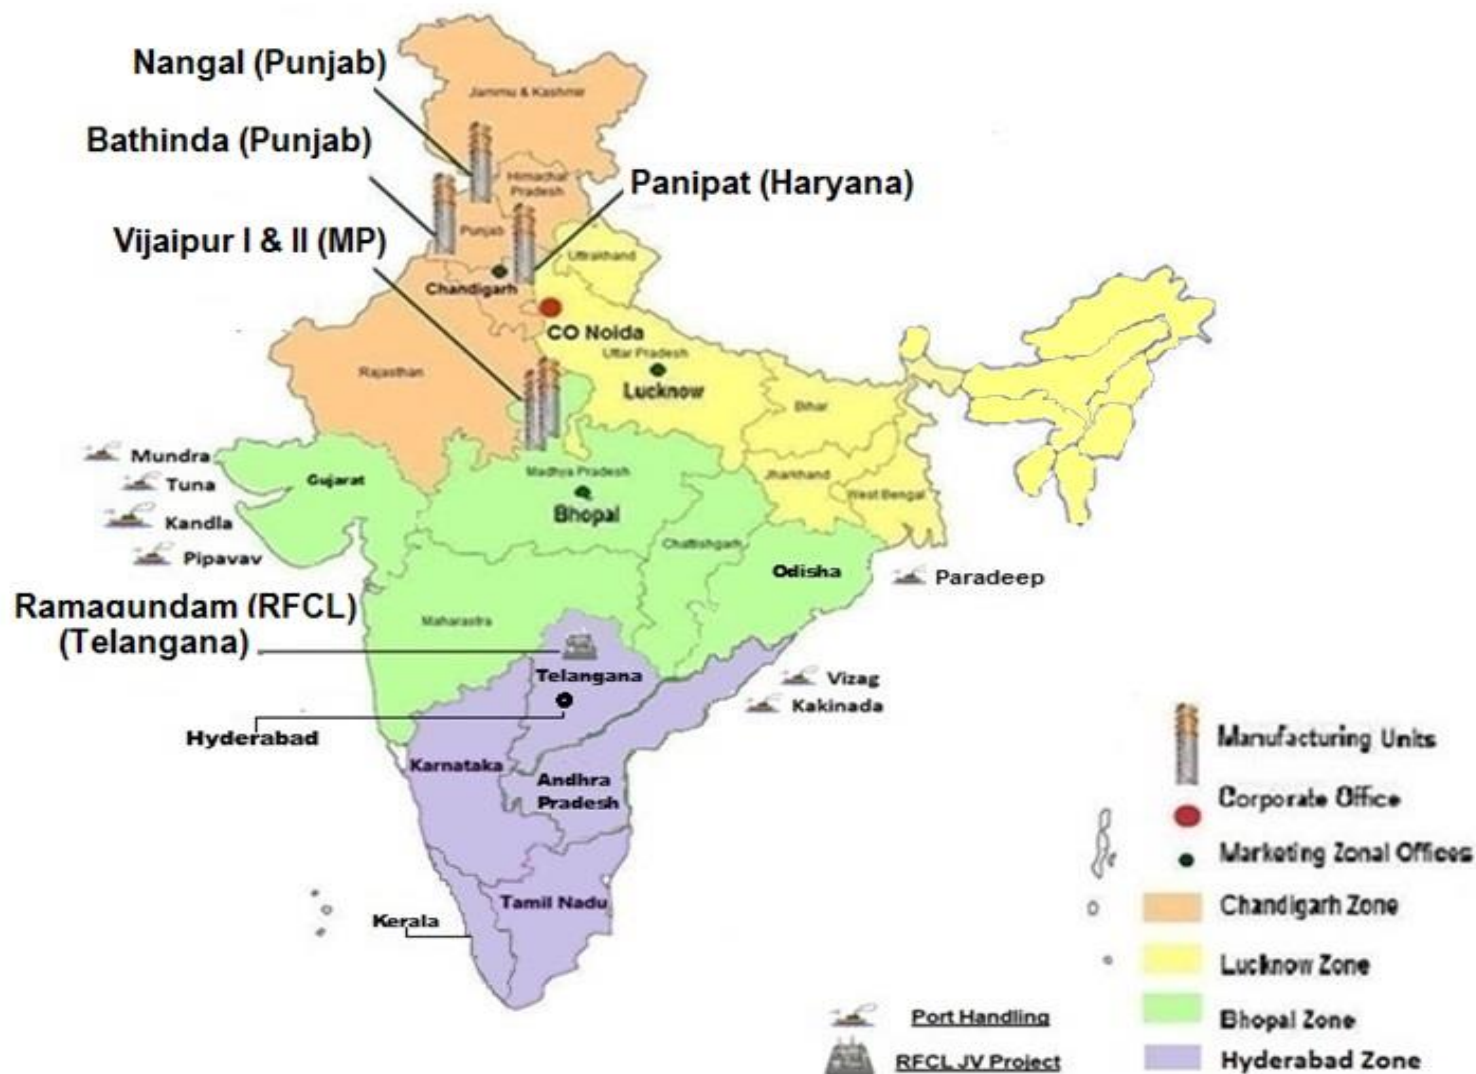 Nangal (Punjab)
Jammu & Kashmir
Bathinda (Punjab)
Himachal
Pradesh
Panipat (Haryana)
Punjab
Vijaipur I & II (MP)
Uttrakhand
Chandigarh
CO Noida
Uttar Pradesh
Lucknow
Rajasthan
Bihar
Mundra
Tuna
Kandla
Pipavav
Gujarat
Madhya Pradesh
Bhopal
Jharkhand
West Bengal
Chattishgarh
Odisha
Paradeep
Ramagundam (RFCL)
(Telangana)
Maharastra
Telangana
Vizag
Kakinada
Hyderabad
Karnataka
Andhra
Pradesh
Tamil Nadu
Kerala
Manufacturing Units
Corporate Office
Marketing Zonal Offices
Chandigarh Zone
Lucknow Zone
Bhopal Zone
Hyderabad Zone
Port Handling
RFCL JV Project